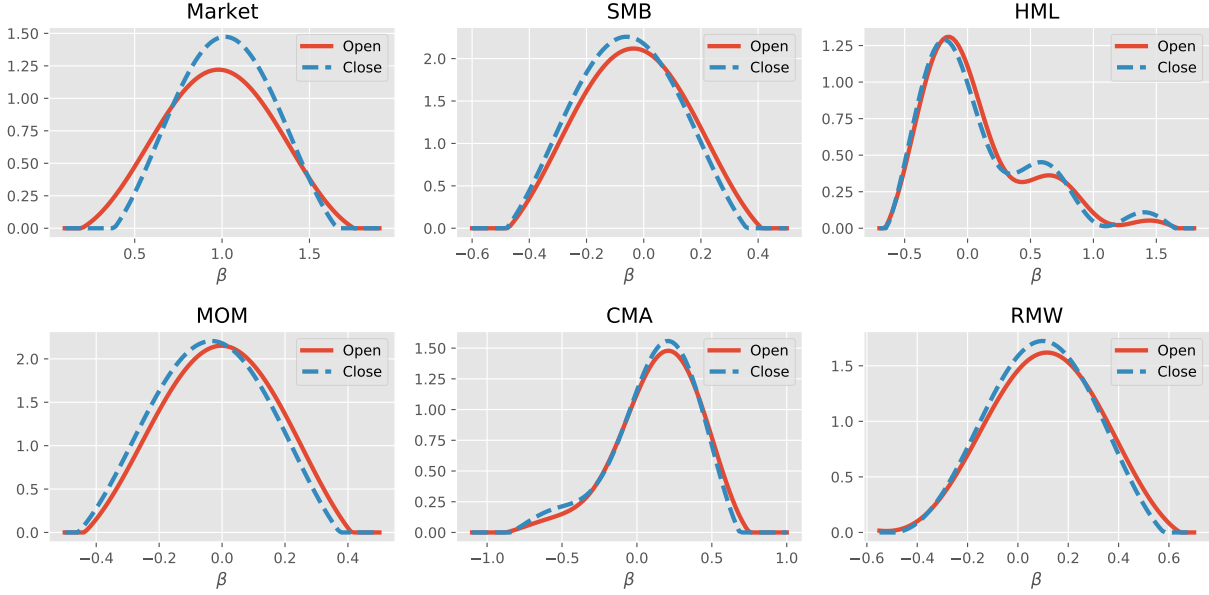 Market
1.50
1.25
1.00
0.75
0.50
0.25
0.00
0.5 1.0 1.5
β
Open
Close
SMB
2.5
2.0
1.5
1.0
0.5
0.0
−0.6 −0.4 −0.2 0.0 0.2 0.4
β
Open
Close
HML
1.25
1.00
0.75
0.50
0.25
0.00
−0.5 0.0 0.5 1.0 1.5
β
Open
Close
MOM
2.0
1.5
1.0
0.5
0.0
−0.4 −0.2 0.0 0.2 0.4
β
Open
Close
CMA
1.50
1.25
1.00
0.75
0.50
0.25
0.00
−1.0 −0.5 0.0 0.5 1.0
β
Open
Close
RMW
1.5
1.0
0.5
0.0
−0.6 −0.4 −0.2 0.0 0.2 0.4 0.6
β
Open
Close